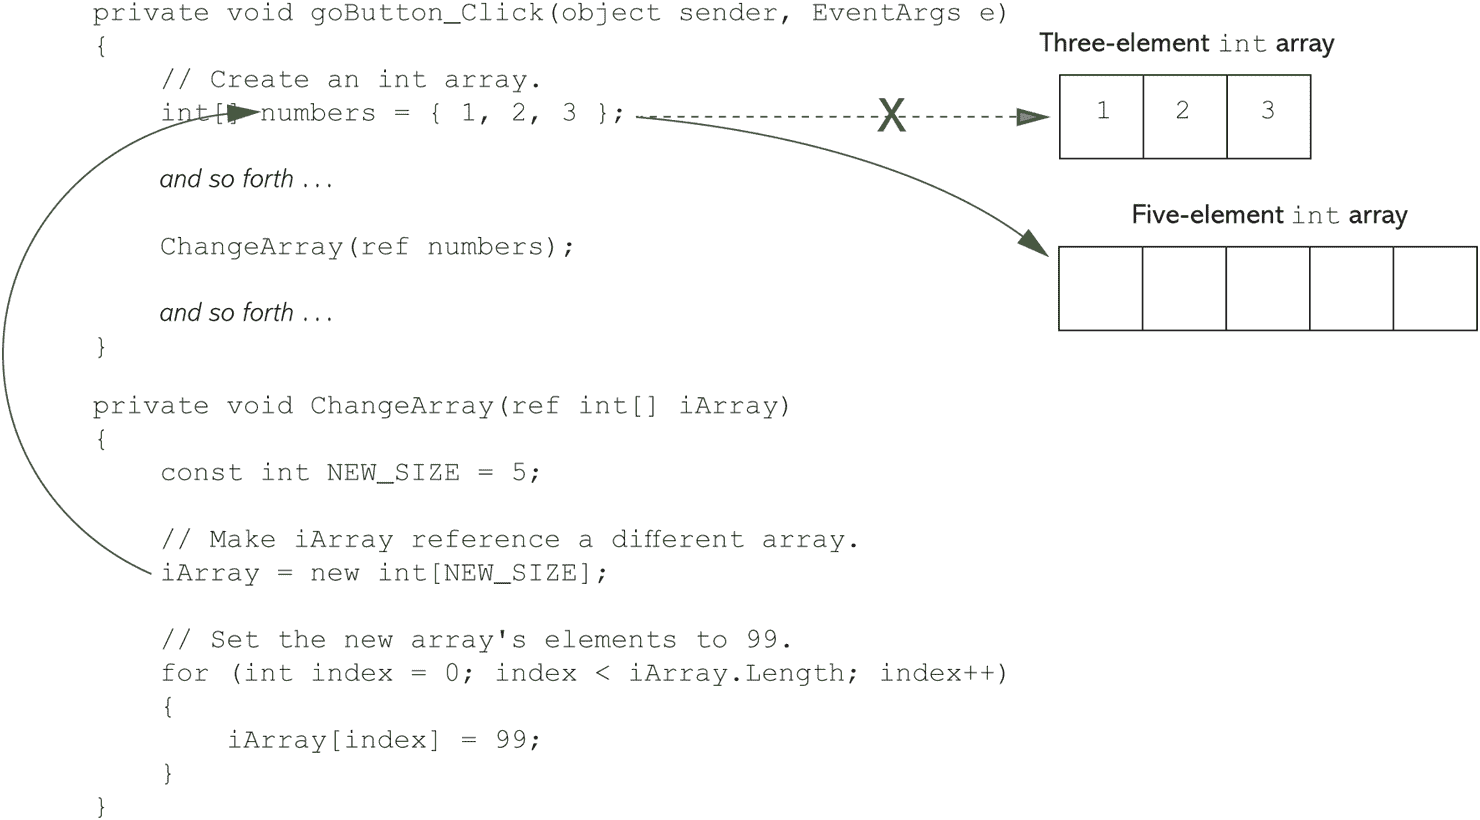 private void goButton_Click(object sender, EventArgs e)
{
// Create an int array.
int[] numbers = { 1, 2, 3 };
and so forth . . .
ChangeArray(ref numbers);
and so forth . . .
}
private void ChangeArray(ref int[] iArray)
{
const int NEW_SIZE = 5;
// Make iArray reference a different array.
iArray = new int[NEW_SIZE];
// Set the new array's elements to 99.
for (int index = 0; index < iArray.Length; index++)
{
iArray[index] = 99;
}
}
X
Three-element int array
1 2 3
Five-element int array